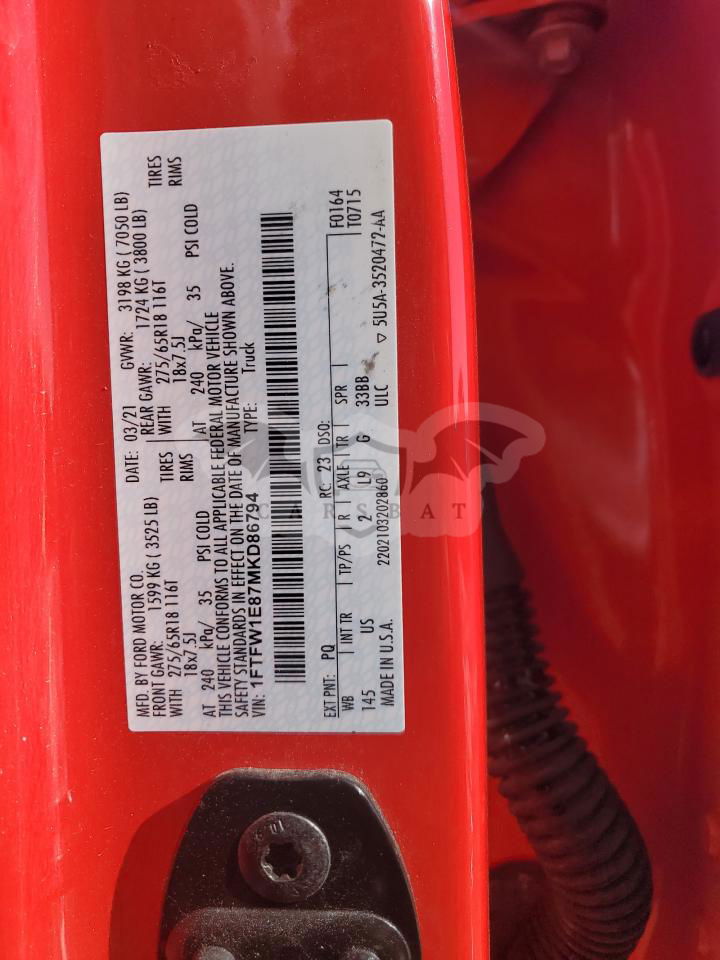 MFD. BY FORD MOTOR CO. DATE: 03/21 GVWR: 3198 KG ( 7050 LB)
FRONT GAWR: 1599 KG ( 3525 LB) REAR GAWR: 1724 KG ( 3800 LB)
WITH 275/65R18 116T TIRES WITH 275/65R18 116T TIRES
18x7.5J RIMS 18x7.5J RIMS
AT 240 kPa/ 35 PSI COLD AT 240 kPa/ 35 PSI COLD
THIS VEHICLE CONFORMS TO ALL APPLICABLE FEDERAL MOTOR VEHICLE
SAFETY STANDARDS IN EFFECT ON THE DATE OF MANUFACTURE SHOWN ABOVE.
VIN: 1FTFW1E87MKD86794 TYPE: Truck
EXT PNT: PQ RC: 23 DSO: F0164
WB INT TR TP/PS R AXLE TR SPR T0715
145 US 2 L9 G 33BB
MADE IN U.S.A. 2202103202860 ULC ▽ 5U5A-3520472-AA
CARSBAT
10.9